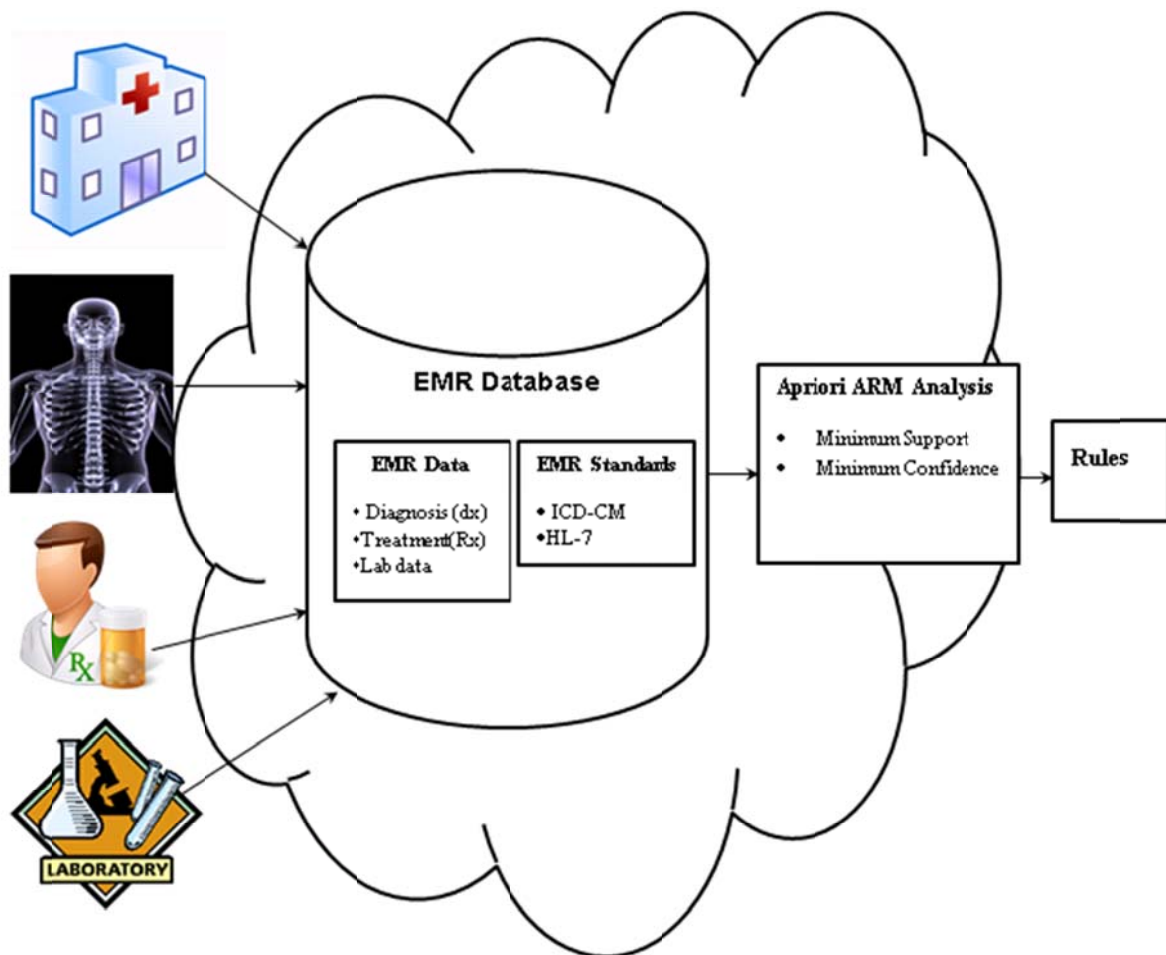 EMR Database
EMR Data
• Diagnosis (dx)
• Treatment(Rx)
• Lab data
EMR Standards
• ICD-CM
• HL-7
Apriori ARM Analysis
• Minimum Support
• Minimum Confidence
Rules
RX
LABORATORY